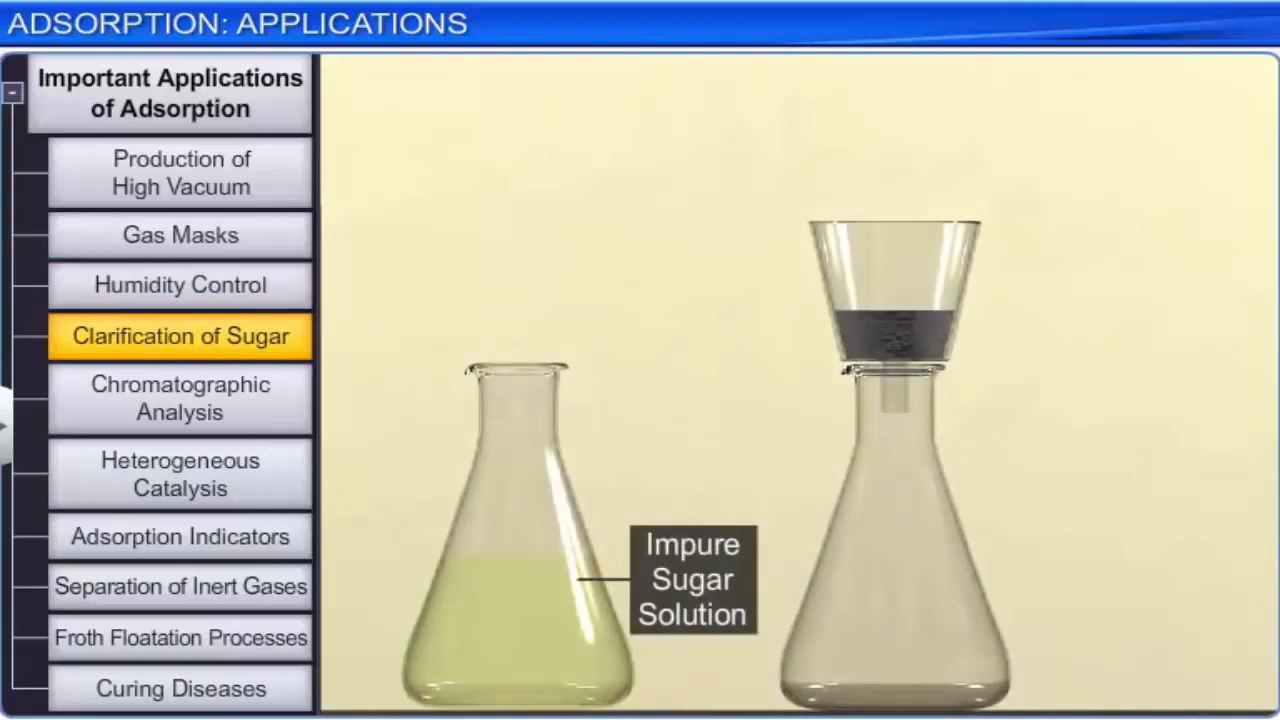 ADSORPTION: APPLICATIONS
Important Applications
of Adsorption
Production of
High Vacuum
Gas Masks
Humidity Control
Clarification of Sugar
Chromatographic
Analysis
Heterogeneous
Catalysis
Adsorption Indicators
Separation of Inert Gases
Froth Floatation Processes
Curing Diseases
Impure
Sugar
Solution